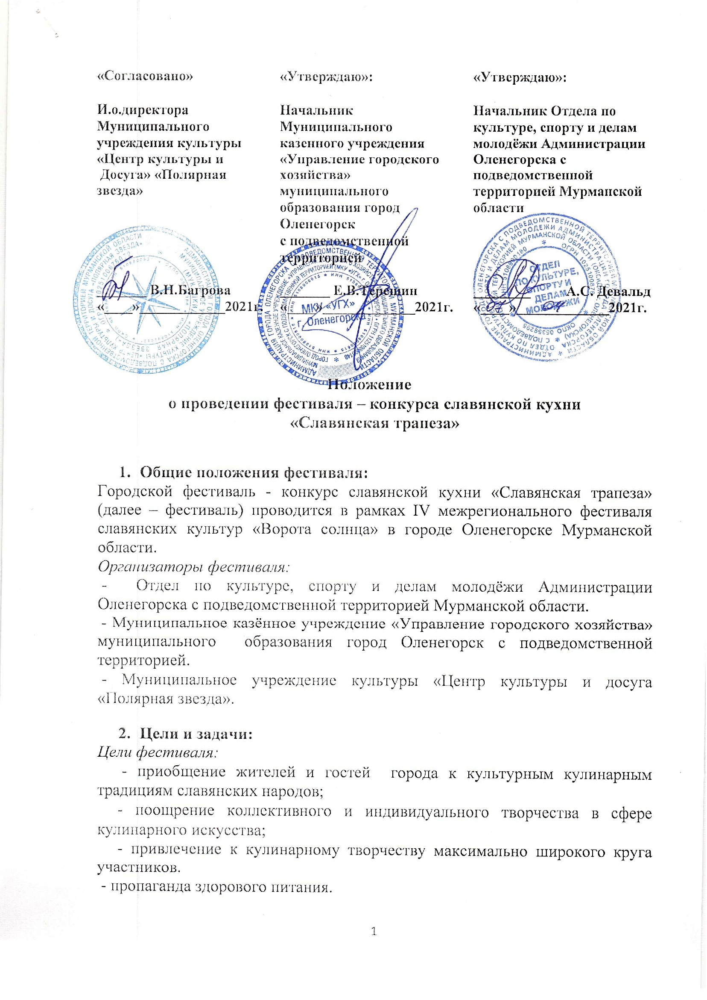 «Согласовано»
И.о.директора
Муниципального
учреждения культуры
«Центр культуры и
Досуга» «Полярная
звезда»
________ В.Н.Багрова
«____»____________2021г.
«Утверждаю»:
Начальник
Муниципального
казенного учреждения
«Управление городского
хозяйства»
муниципального
образования город
Оленегорск
с подведомственной
территорией
________ Е.В.Терешин
«____»____________2021г.
МКУ «УГХ»
г. Оленегорска
«Утверждаю»:
Начальник Отдела по
культуре, спорту и делам
молодёжи Администрации
Оленегорска с
подведомственной
территорией Мурманской
области
________ А.С. Девальд
«07» 04 2021г.
ОТДЕЛ
ПО КУЛЬТУРЕ,
СПОРТУ И
ДЕЛАМ
МОЛОДЕЖИ
Положение
о проведении фестиваля – конкурса славянской кухни
«Славянская трапеза»
1. Общие положения фестиваля:
Городской фестиваль - конкурс славянской кухни «Славянская трапеза»
(далее – фестиваль) проводится в рамках IV межрегионального фестиваля
славянских культур «Ворота солнца» в городе Оленегорске Мурманской
области.
Организаторы фестиваля:
- Отдел по культуре, спорту и делам молодёжи Администрации
Оленегорска с подведомственной территорией Мурманской области.
- Муниципальное казённое учреждение «Управление городского хозяйства»
муниципального образования город Оленегорск с подведомственной
территорией.
- Муниципальное учреждение культуры «Центр культуры и досуга
«Полярная звезда».
2. Цели и задачи:
Цели фестиваля:
- приобщение жителей и гостей города к культурным кулинарным
традициям славянских народов;
- поощрение коллективного и индивидуального творчества в сфере
кулинарного искусства;
- привлечение к кулинарному творчеству максимально широкого круга
участников.
- пропаганда здорового питания.
1